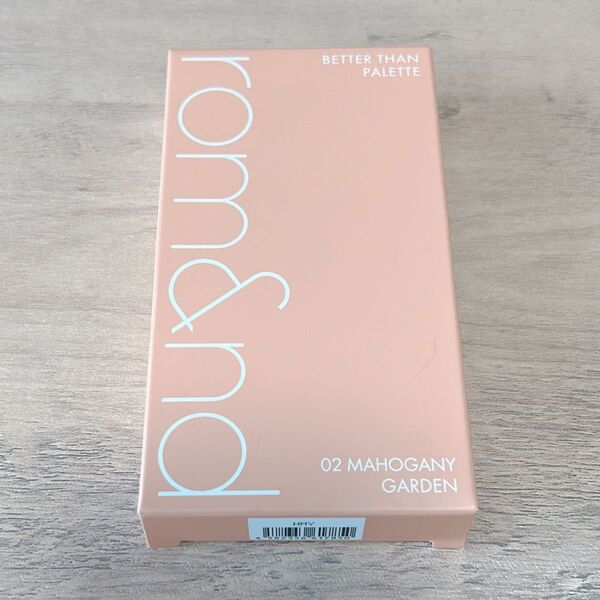 rom&nd
BETTER THAN
PALETTE
02 MAHOGANY
GARDEN